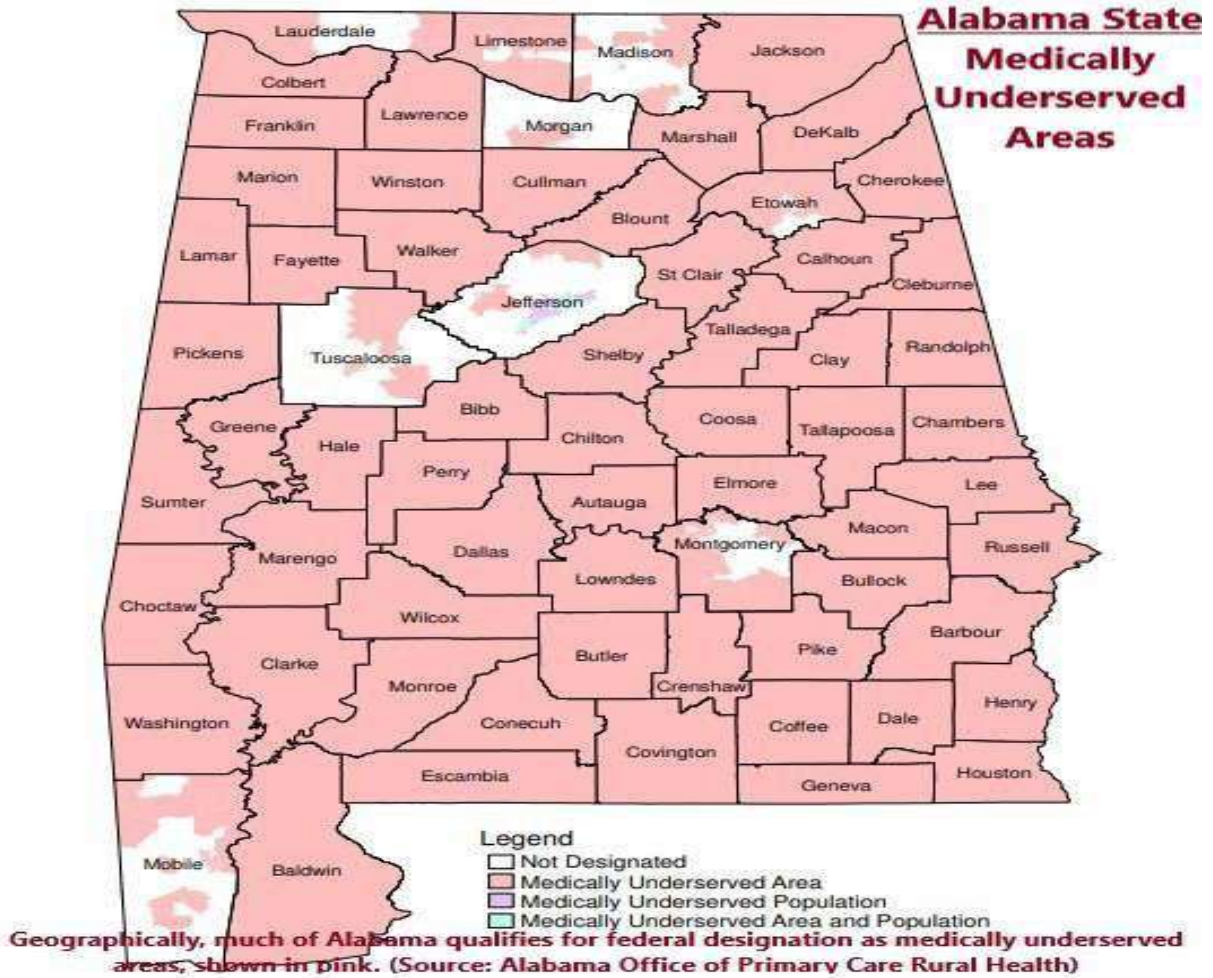 Alabama State
Medically
Underserved
Areas
Lauderdale
Limestone
Madison
Jackson
Colbert
Lawrence
Franklin
Morgan
Marshall
DeKalb
Marion
Winston
Cullman
Cherokee
Etowah
Blount
Lamar
Fayette
Walker
St Clair
Calhoun
Cleburne
Jefferson
Talladega
Pickens
Tuscaloosa
Shelby
Clay
Randolph
Greene
Bibb
Hale
Chilton
Coosa
Tallapoosa
Chambers
Perry
Sumter
Autauga
Elmore
Lee
Marengo
Dallas
Montgomery
Macon
Russell
Lowndes
Bullock
Choctaw
Wilcox
Barbour
Clarke
Butler
Pike
Monroe
Crenshaw
Washington
Conecuh
Coffee
Dale
Henry
Escambia
Covington
Geneva
Houston
Mobile
Baldwin
Legend
Not Designated
Medically Underserved Area
Medically Underserved Population
Medically Underserved Area and Population
Geographically, much of Alabama qualifies for federal designation as medically underserved
areas, shown in pink. (Source: Alabama Office of Primary Care Rural Health)